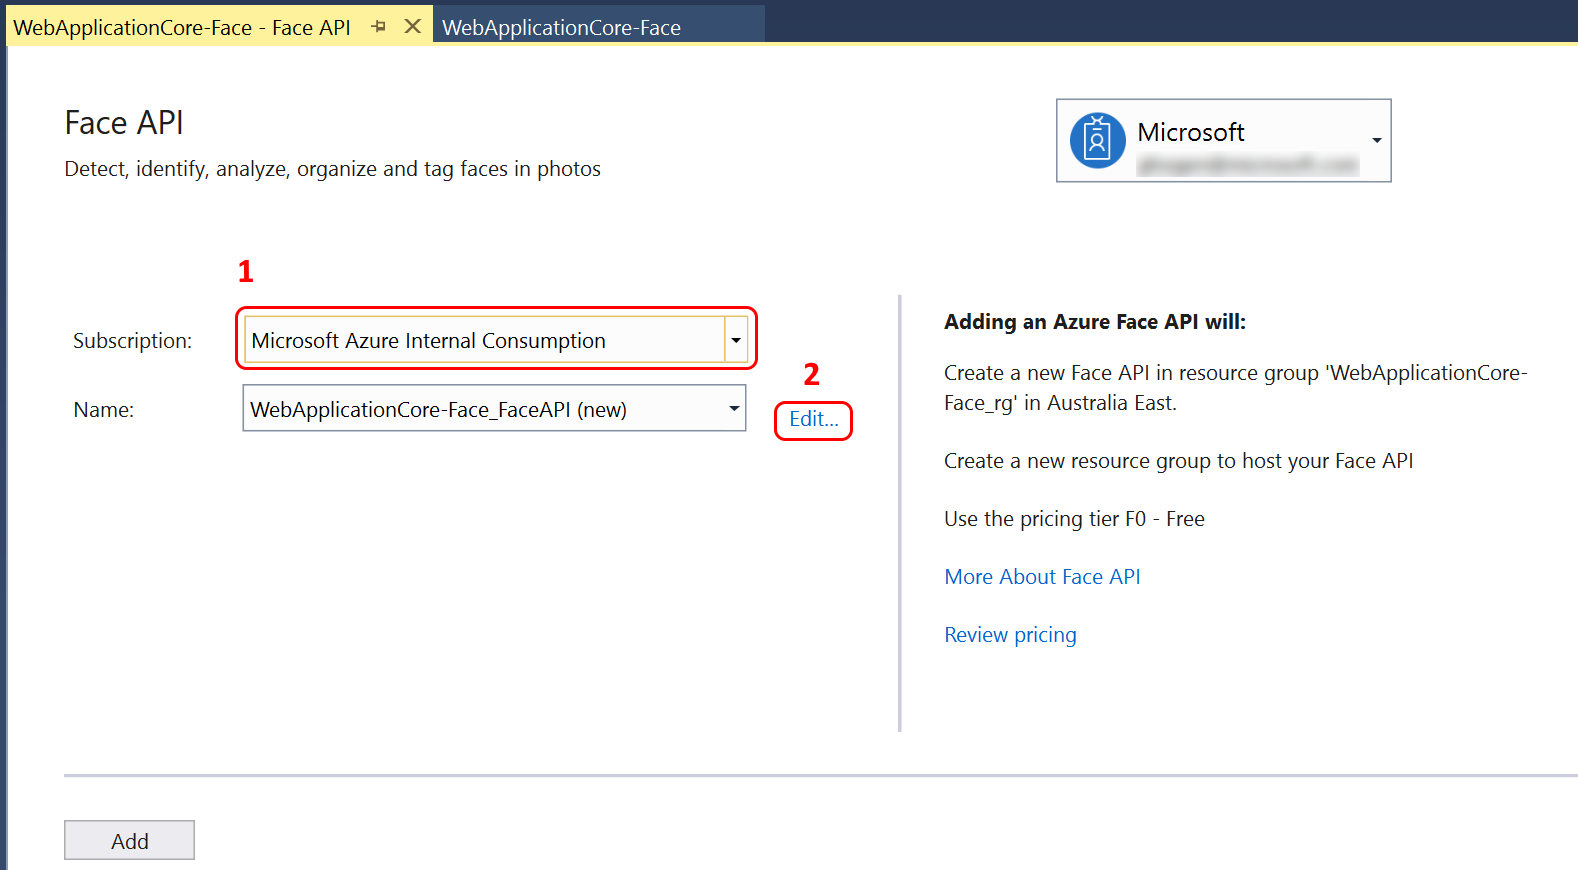 WebApplicationCore-Face - Face API
WebApplicationCore-Face
Face API
Detect, identify, analyze, organize and tag faces in photos
Microsoft
1
Subscription:
Microsoft Azure Internal Consumption
2
Name:
WebApplicationCore-Face_FaceAPI (new)
Edit...
Adding an Azure Face API will:
Create a new Face API in resource group 'WebApplicationCore-
Face_rg' in Australia East.
Create a new resource group to host your Face API
Use the pricing tier F0 - Free
More About Face API
Review pricing
Add